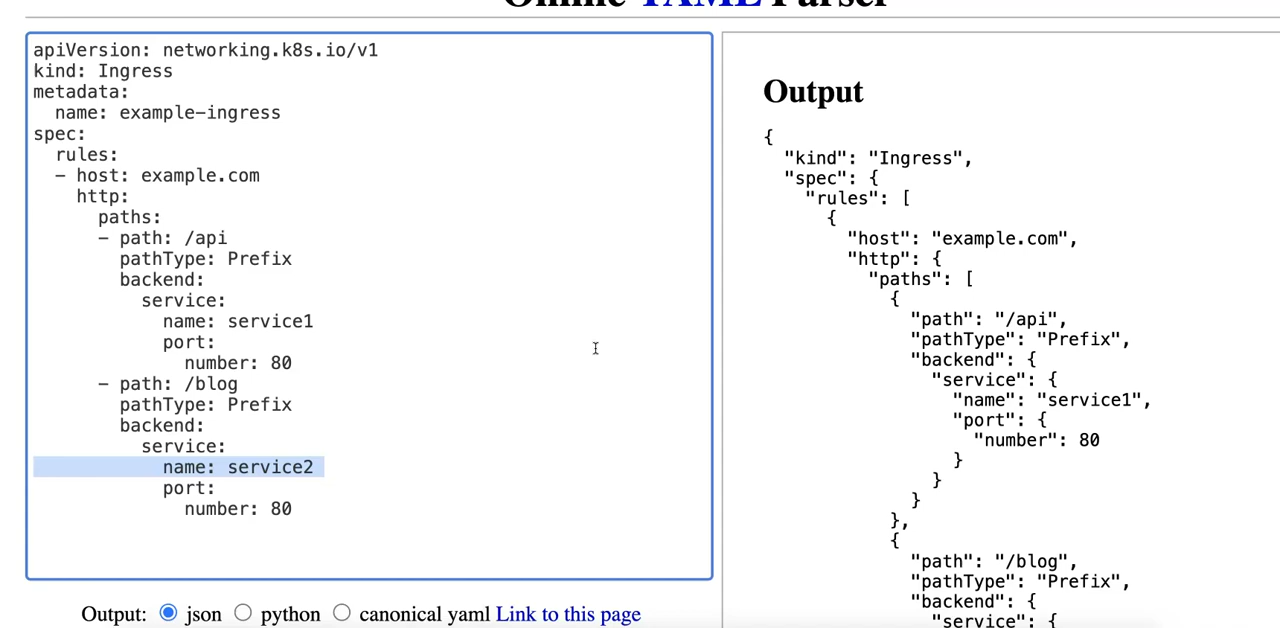 Online YAML Parser
apiVersion: networking.k8s.io/v1
kind: Ingress
metadata:
  name: example-ingress
spec:
  rules:
  - host: example.com
    http:
      paths:
      - path: /api
        pathType: Prefix
        backend:
          service:
            name: service1
            port:
              number: 80
      - path: /blog
        pathType: Prefix
        backend:
          service:
            name: service2
            port:
              number: 80
Output: json python canonical yaml Link to this page
Output
{
  "kind": "Ingress",
  "spec": {
    "rules": [
      {
        "host": "example.com",
        "http": {
          "paths": [
            {
              "path": "/api",
              "pathType": "Prefix",
              "backend": {
                "service": {
                  "name": "service1",
                  "port": {
                    "number": 80
                  }
                }
              }
            },
            {
              "path": "/blog",
              "pathType": "Prefix",
              "backend": {
                "service": {